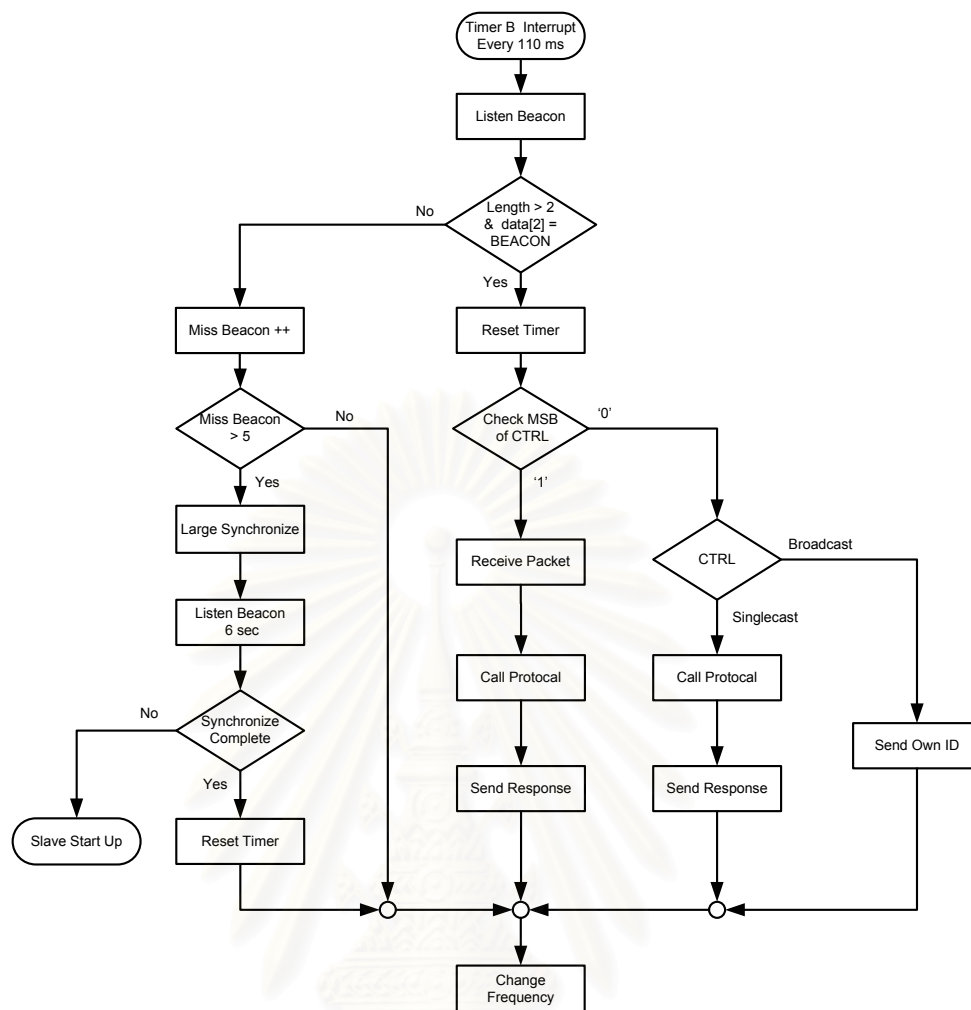 Timer B Interrupt
Every 110 ms
Listen Beacon
Length > 2
& data[2] =
BEACON
No
Yes
Miss Beacon ++
Reset Timer
Miss Beacon
> 5
No
Yes
Check MSB
of CTRL
'0'
'1'
Large Synchronize
Receive Packet
CTRL
Broadcast
Singlecast
Listen Beacon
6 sec
Call Protocal
Call Protocal
Synchronize
Complete
No
Yes
Send Own ID
Send Response
Send Response
Slave Start Up
Reset Timer
Change
Frequency